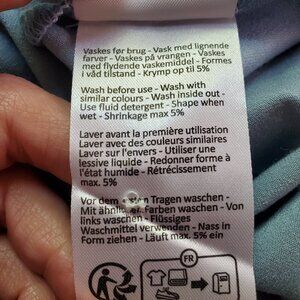 Vaskes før brug - Vask med lignende
farver - Vaskes på vrangen - Vaskes
med flydende vaskemiddel - Formes
i våd tilstand - Krymp op til 5%
Wash before use - Wash with
similar colours - Wash inside out -
Use fluid detergent - Shape when
wet - Shrinkage max 5%
Laver avant la première utilisation
Laver avec des couleurs similaires
Laver sur l'envers - Utiliser une
lessive liquide - Redonner forme à
l'état humide - Rétrécissement
max. 5%
Vor dem Tragen waschen -
Mit Farben waschen - Von
links waschen - Flüssiges
Waschmittel verwenden - Nass in
Form ziehen - Läuft max. 5% ein
FR